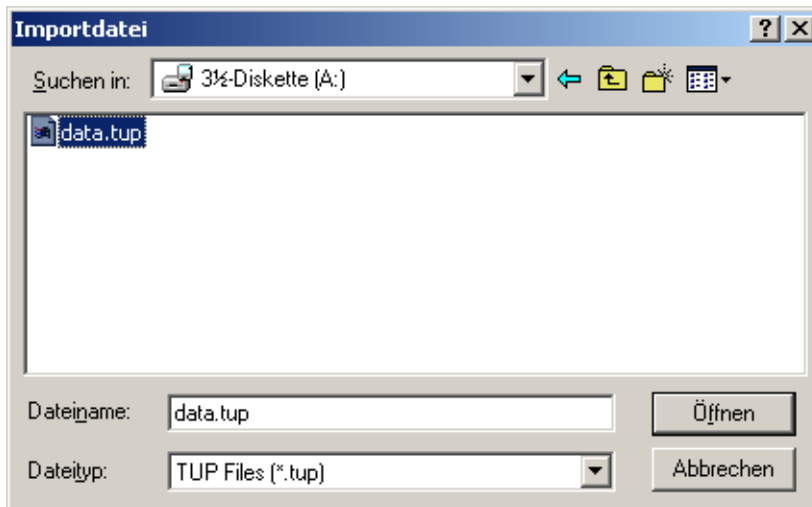 Importdatei
Suchen in: 3½-Diskette (A:)
data.tup
Dateiname: data.tup Öffnen
Dateityp: TUP Files (*.tup) Abbrechen